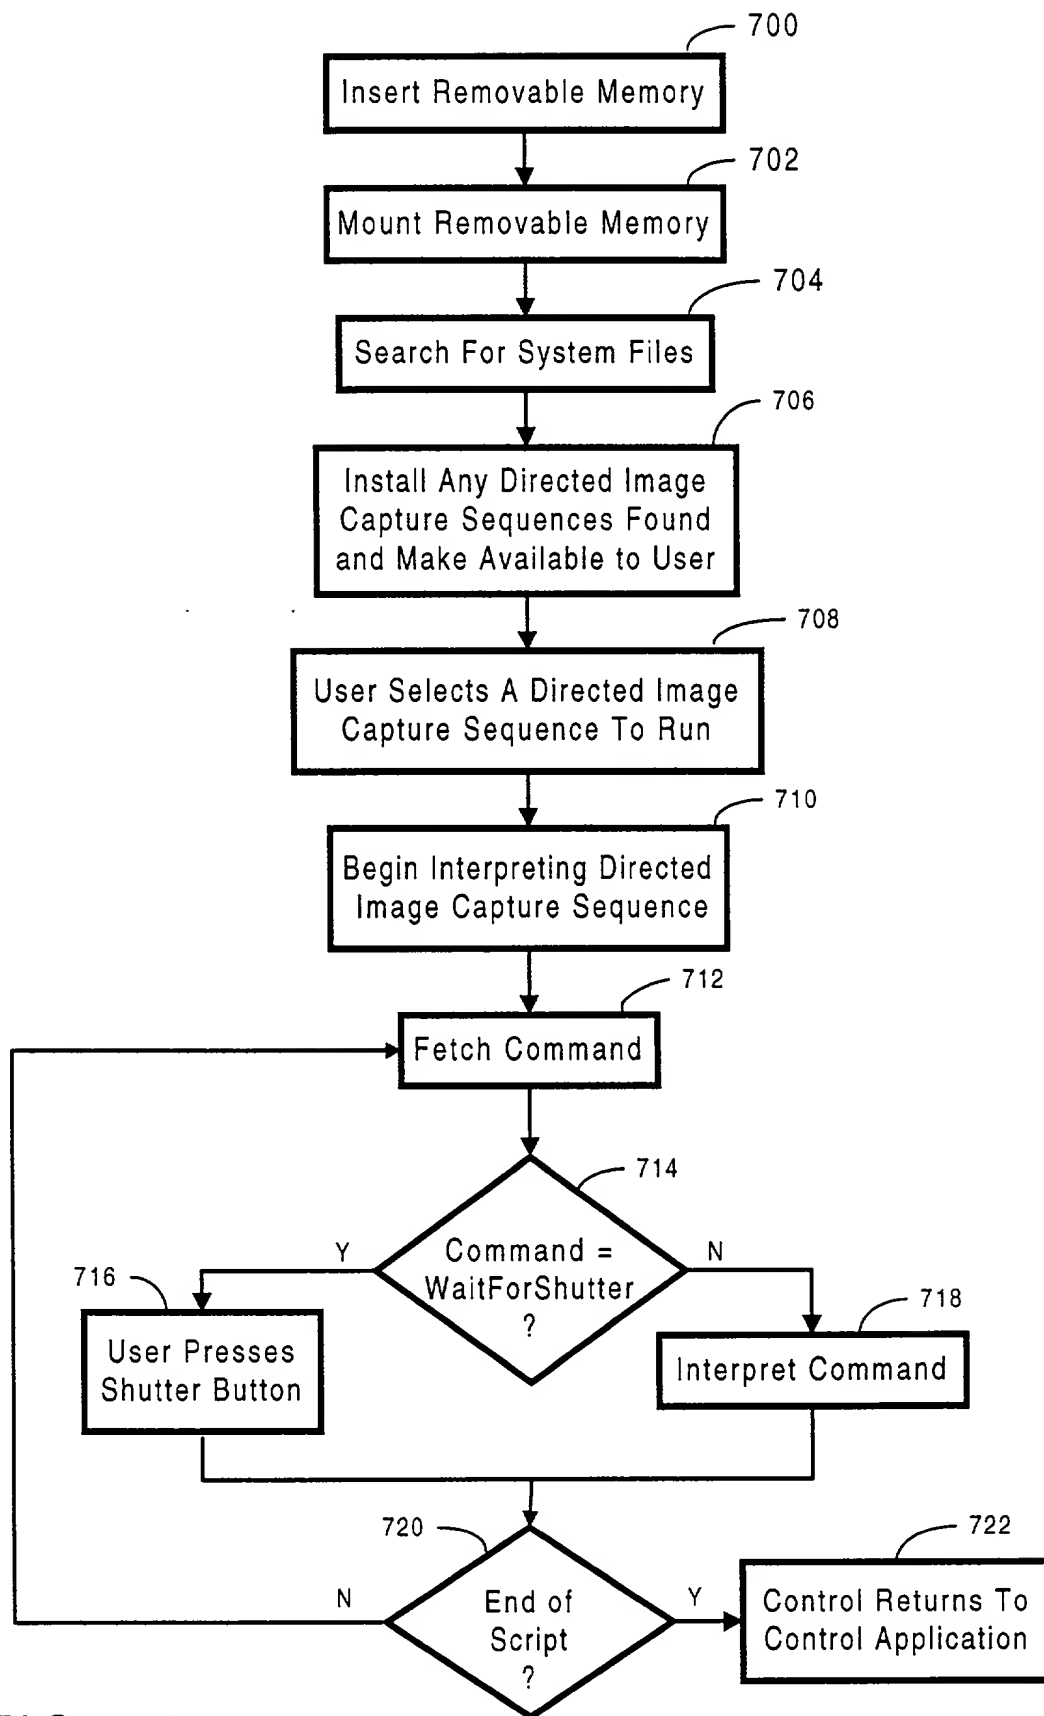 700
Insert Removable Memory
702
Mount Removable Memory
704
Search For System Files
706
Install Any Directed Image
Capture Sequences Found
and Make Available to User
708
User Selects A Directed Image
Capture Sequence To Run
710
Begin Interpreting Directed
Image Capture Sequence
712
Fetch Command
714
Command =
WaitForShutter
?
Y
N
716
User Presses
Shutter Button
718
Interpret Command
720
End of
Script
?
N
Y
722
Control Returns To
Control Application